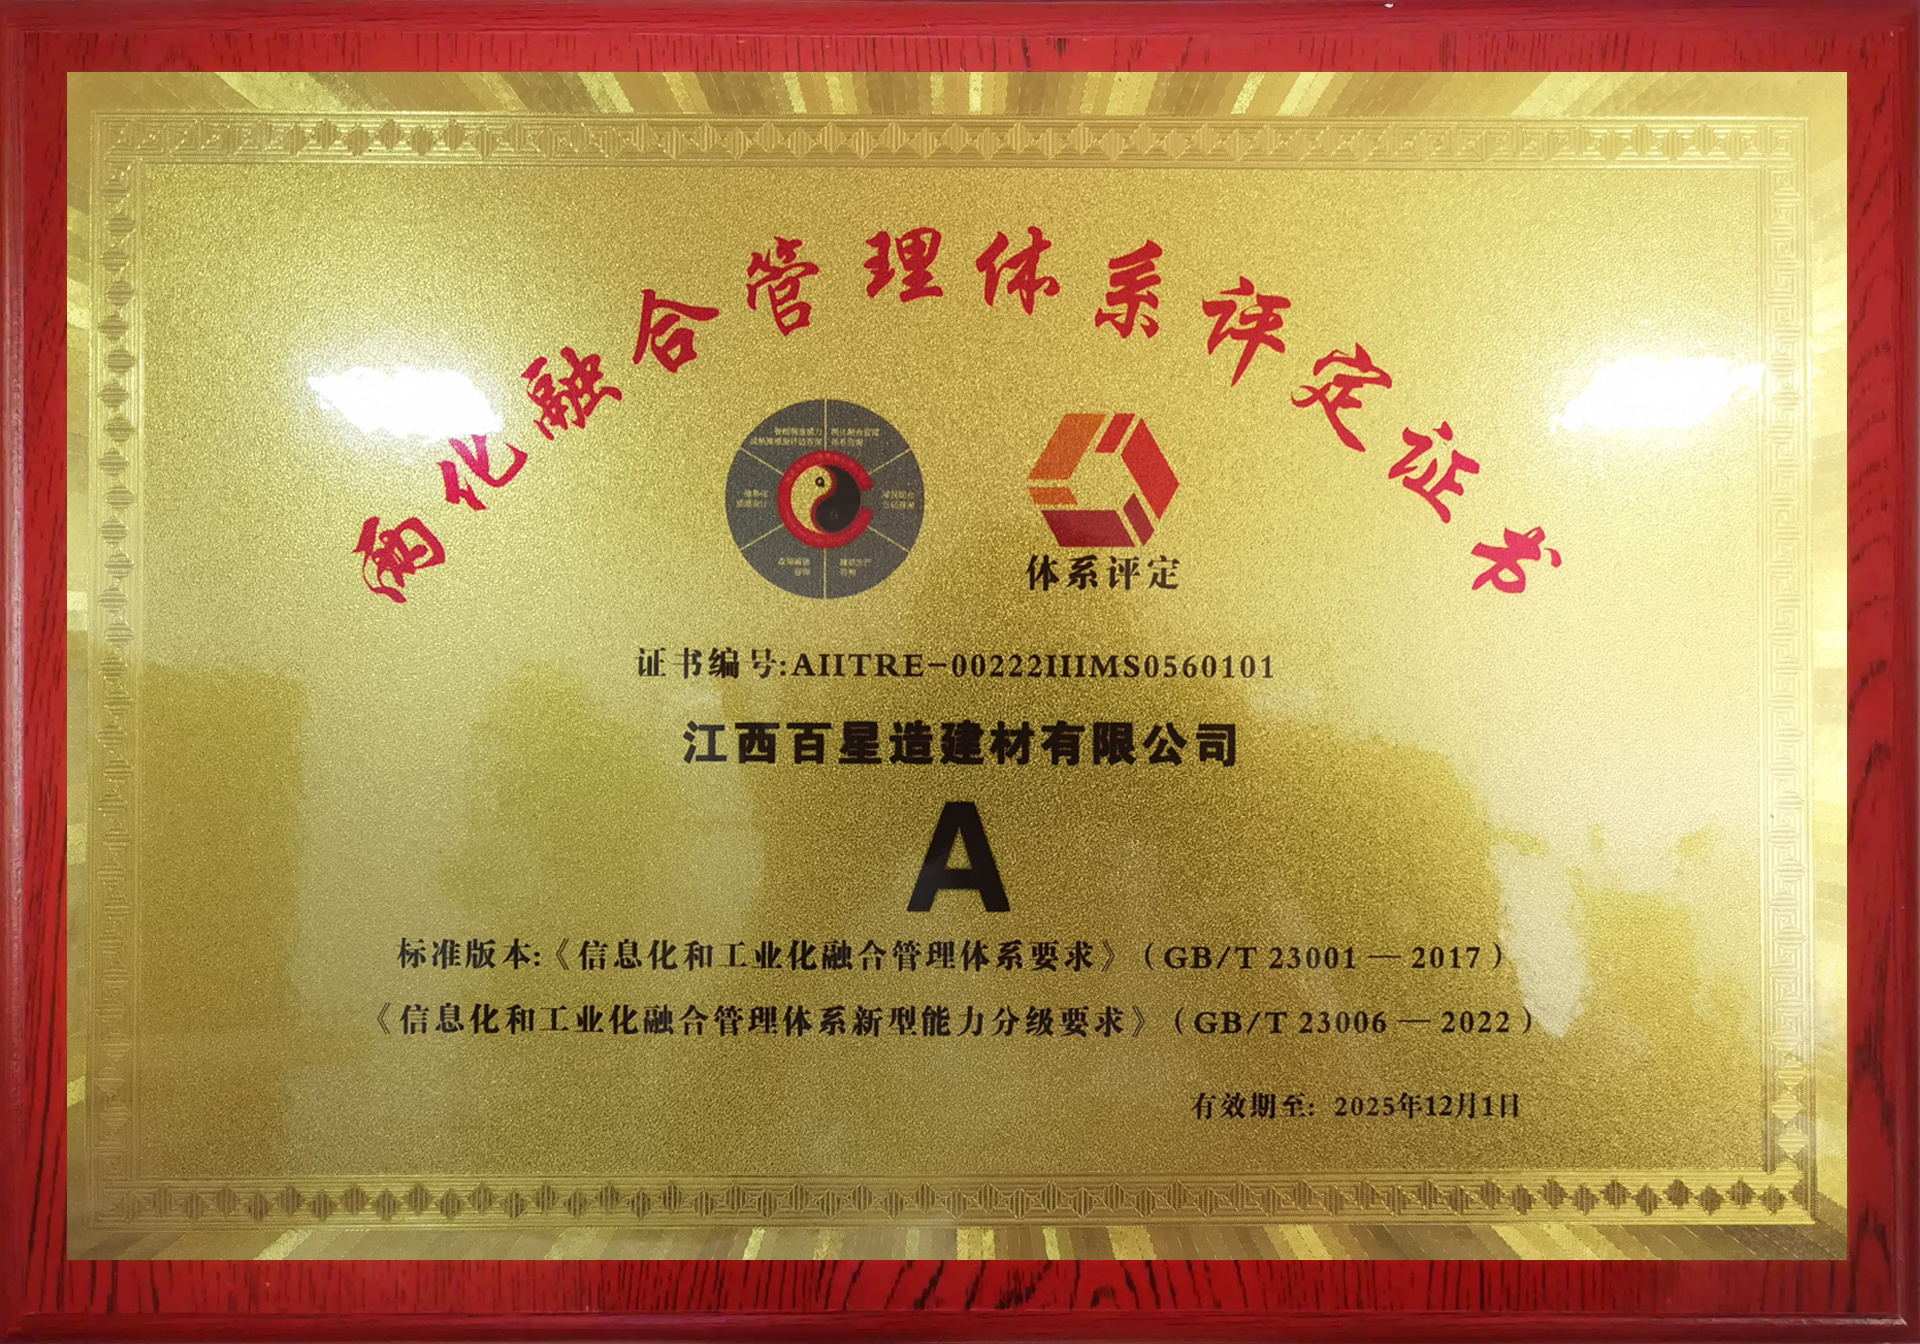 两化融合管理体系评定证书
体系评定
证书编号:AIITRE-00222IIIMS0560101
江西百星造建材有限公司
A
标准版本:《信息化和工业化融合管理体系要求》（GB/T 23001 — 2017）
《信息化和工业化融合管理体系新型能力分级要求》（GB/T 23006 — 2022）
有效期至: 2025年12月1日